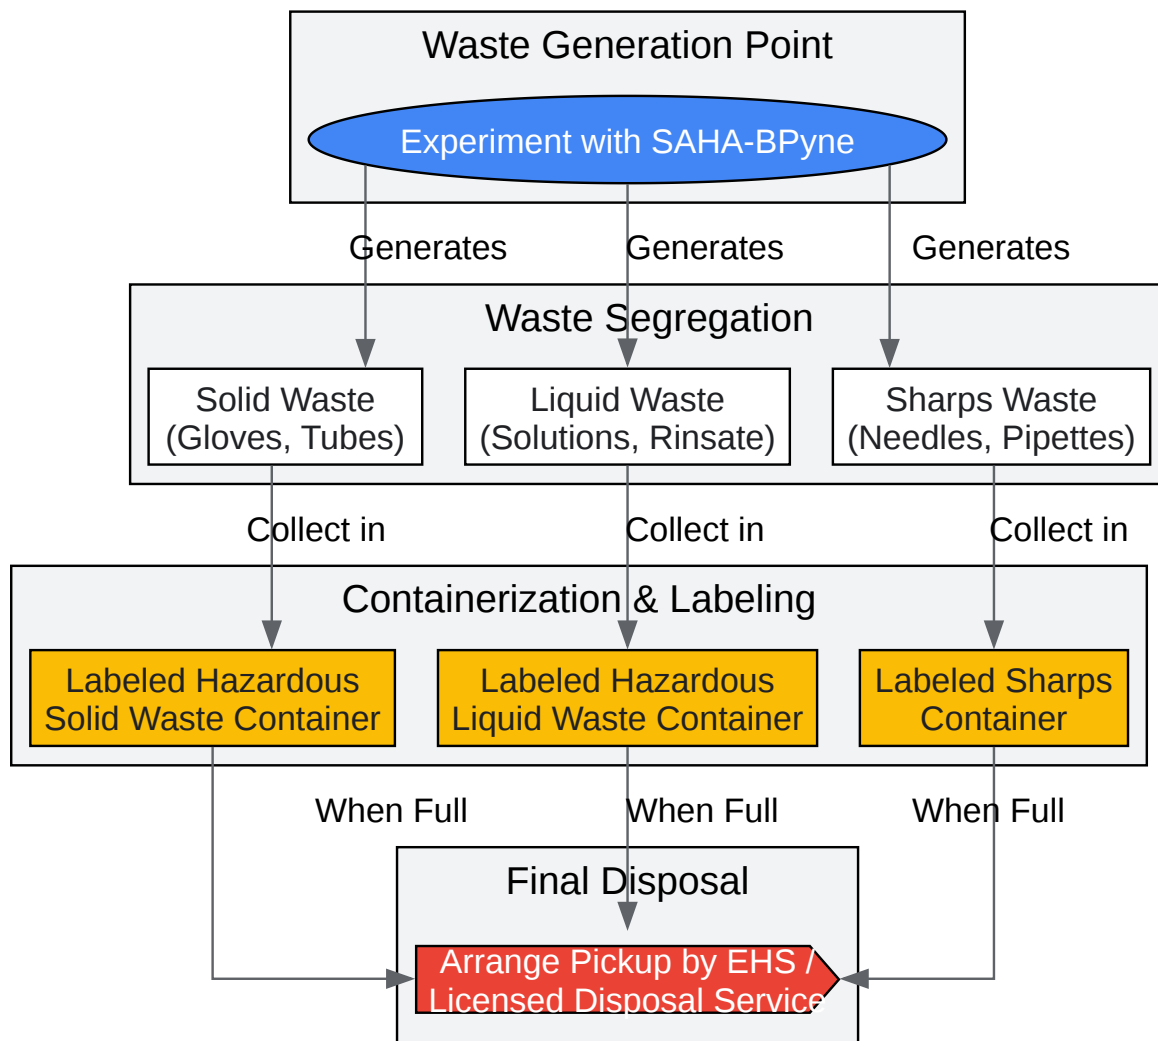 Waste Generation Point
Experiment with SAHA-BPyne
Generates
Generates
Generates
Waste Segregation
Solid Waste
(Gloves, Tubes)
Liquid Waste
(Solutions, Rinsate)
Sharps Waste
(Needles, Pipettes)
Collect in
Collect in
Collect in
Containerization & Labeling
Labeled Hazardous
Solid Waste Container
Labeled Hazardous
Liquid Waste Container
Labeled Sharps
Container
When Full
When Full
When Full
Final Disposal
Arrange Pickup by EHS /
Licensed Disposal Service